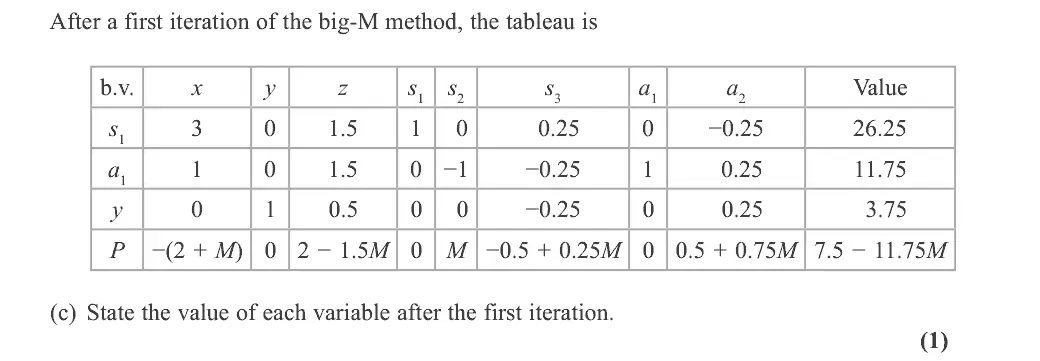 After a first iteration of the big-M method, the tableau is
b.v. x y z s₁ s₂ s₃ a₁ a₂ Value
s₁ 3 0 1.5 1 0 0.25 0 −0.25 26.25
a₁ 1 0 1.5 0 −1 −0.25 1 0.25 11.75
y 0 1 0.5 0 0 −0.25 0 0.25 3.75
P −(2 + M) 0 2 − 1.5M 0 M −0.5 + 0.25M 0 0.5 + 0.75M 7.5 − 11.75M
(c) State the value of each variable after the first iteration.
(1)